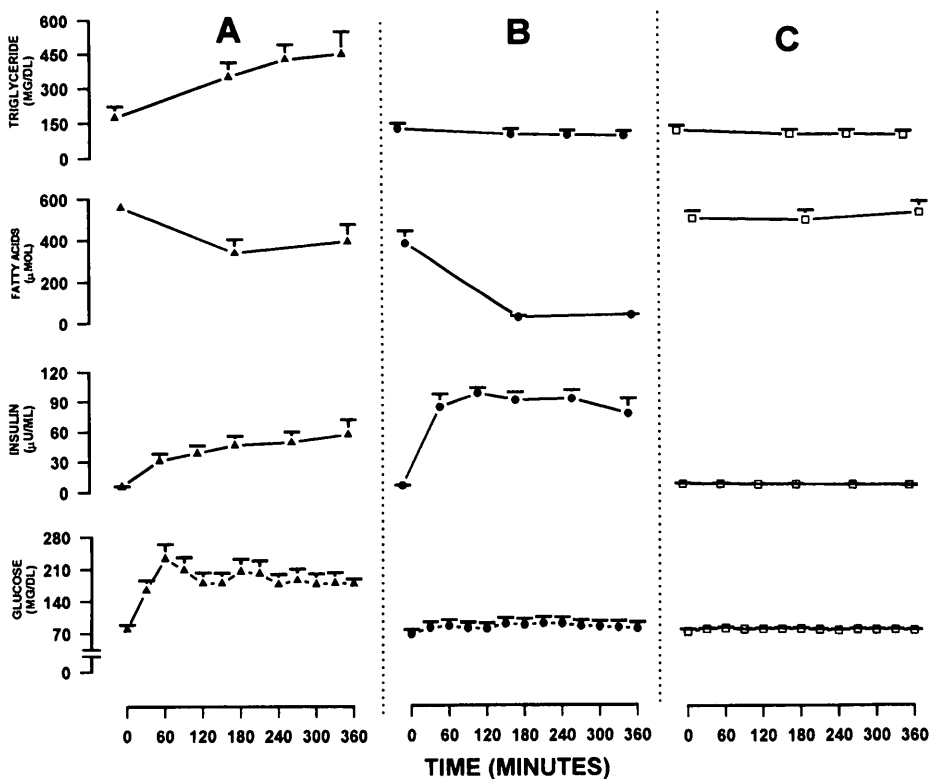 A
B
C
TRIGLYCERIDE
(MG/DL)
600
450
300
150
0
FATTY ACIDS
(µMOL)
600
400
200
0
INSULIN
(µU/ML)
120
90
60
30
0
GLUCOSE
(MG/DL)
280
210
140
70
0
0 60 120 180 240 300 360
0 60 120 180 240 300 360
0 60 120 180 240 300 360
TIME (MINUTES)